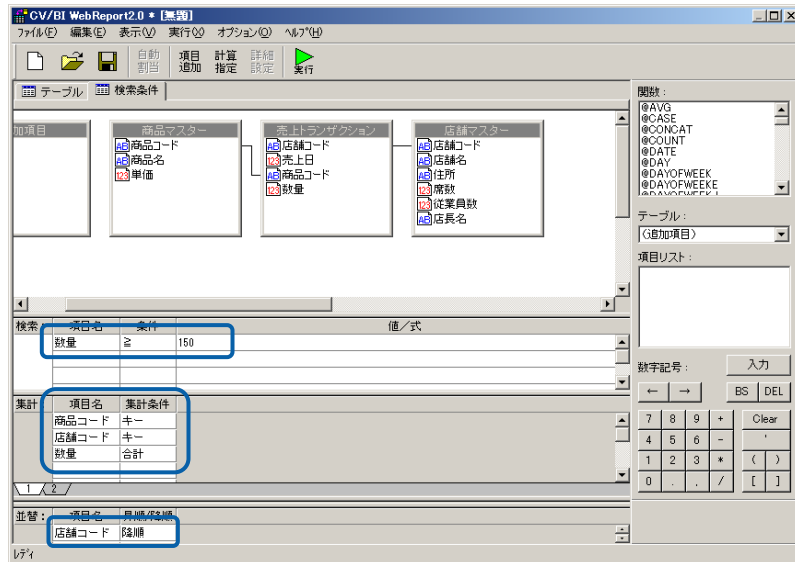 CV/BI WebReport2.0 * [無題]
ファイル(F) 編集(E) 表示(V) 実行(X) オプション(O) ヘルプ(H)
自動割当 項目追加 計算指定 詳細設定 実行
テーブル 検索条件
加項目
商品マスター
商品コード
商品名
単価
売上トランザクション
店舗コード
売上日
商品コード
数量
店舗マスター
店舗コード
店舗名
住所
席数
従業員数
店長名
検索: 項目名 条件 値/式
数量 ≧ 150
集計: 項目名 集計条件
商品コード キー
店舗コード キー
数量 合計
1 2
並替: 項目名 昇順/降順
店舗コード 降順
レディ
関数:
@AVG
@CASE
@CONCAT
@COUNT
@DATE
@DAY
@DAYOFWEEK
@DAYOFWEEKE
テーブル:
(追加項目)
項目リスト:
数字記号: 入力
← → BS DEL
7 8 9 + Clear
4 5 6 - '
1 2 3 * ( )
0 . , / [ ]